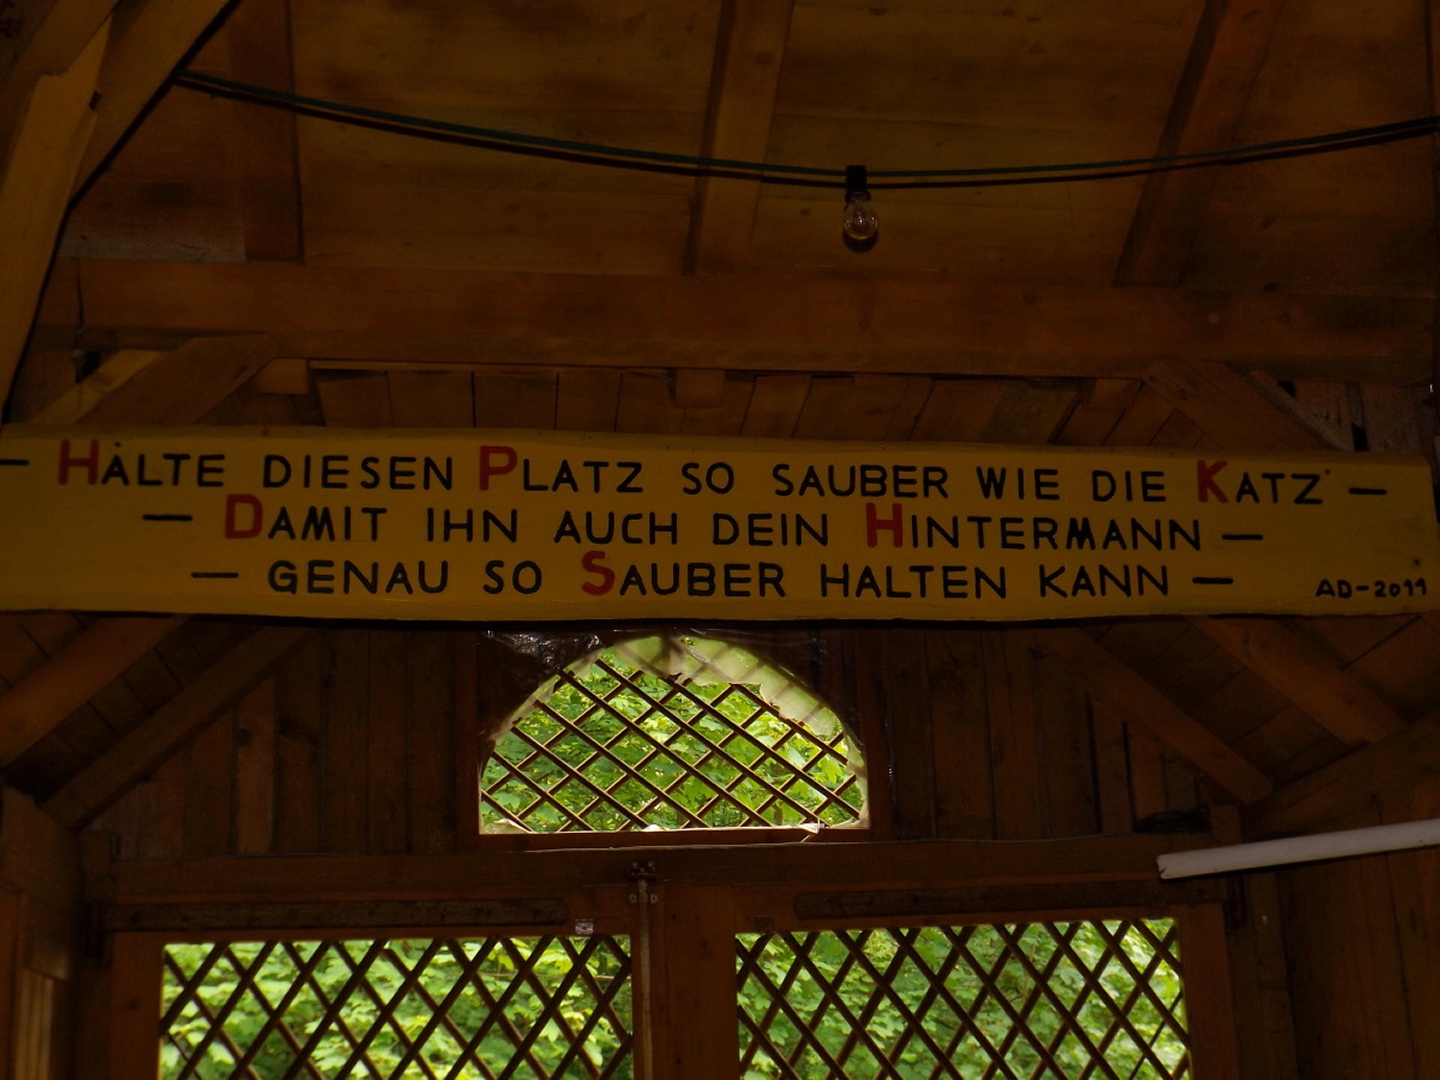 — HALTE DIESEN PLATZ SO SAUBER WIE DIE KATZ' —
— DAMIT IHN AUCH DEIN HINTERMANN —
— GENAU SO SAUBER HALTEN KANN — AD-2011